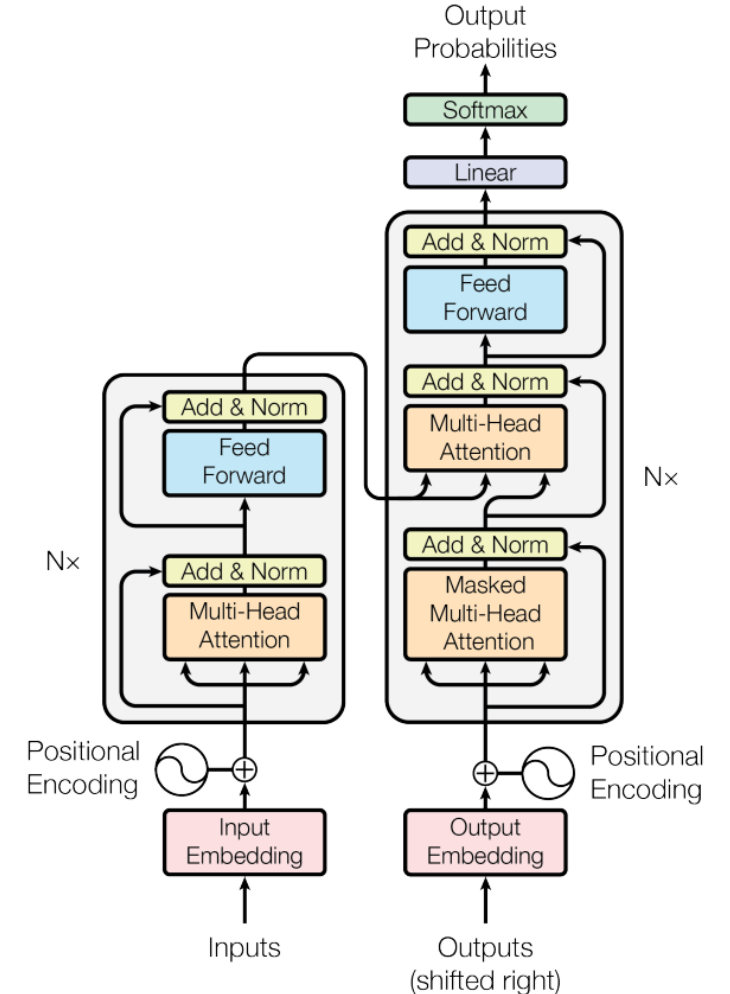 Output
Probabilities
Softmax
Linear
Add & Norm
Feed
Forward
Add & Norm
Multi-Head
Attention
Add & Norm
Masked
Multi-Head
Attention
N×
Add & Norm
Feed
Forward
Add & Norm
Multi-Head
Attention
N×
Positional
Encoding
Positional
Encoding
Input
Embedding
Output
Embedding
Inputs
Outputs
(shifted right)